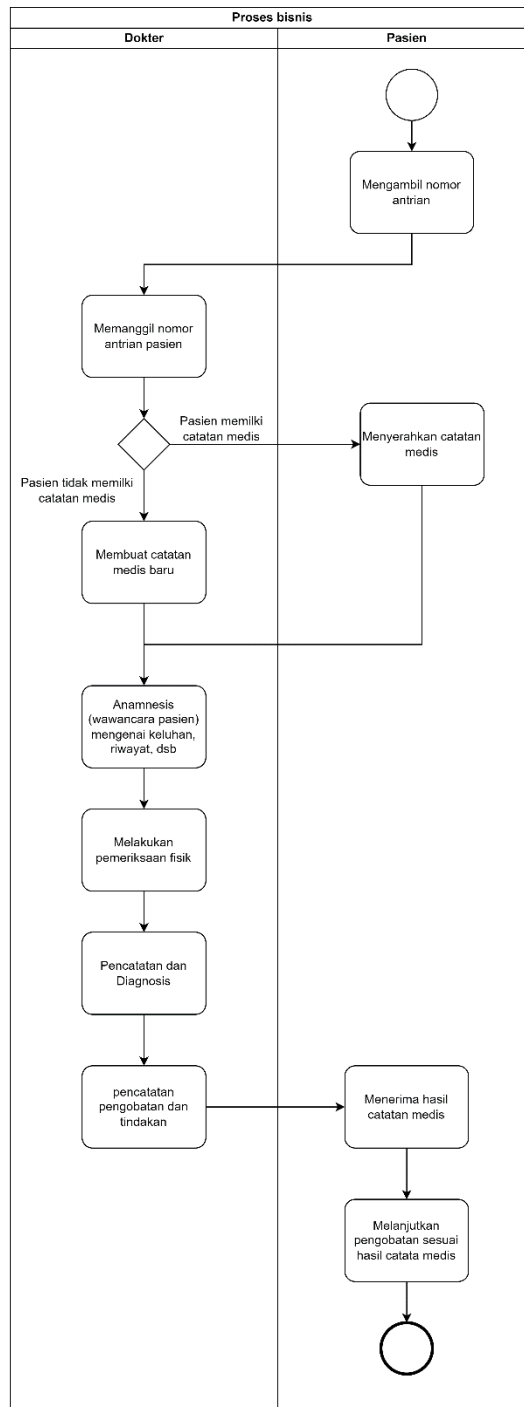 Proses bisnis
Dokter
Pasien
Mengambil nomor
antrian
Memanggil nomor
antrian pasien
Pasien memilki
catatan medis
Menyerahkan catatan
medis
Pasien tidak memilki
catatan medis
Membuat catatan
medis baru
Anamnesis
(wawancara pasien)
mengenai keluhan,
riwayat, dsb
Melakukan
pemeriksaan fisik
Pencatatan dan
Diagnosis
pencatatan
pengobatan dan
tindakan
Menerima hasil
catatan medis
Melanjutkan
pengobatan sesuai
hasil catata medis